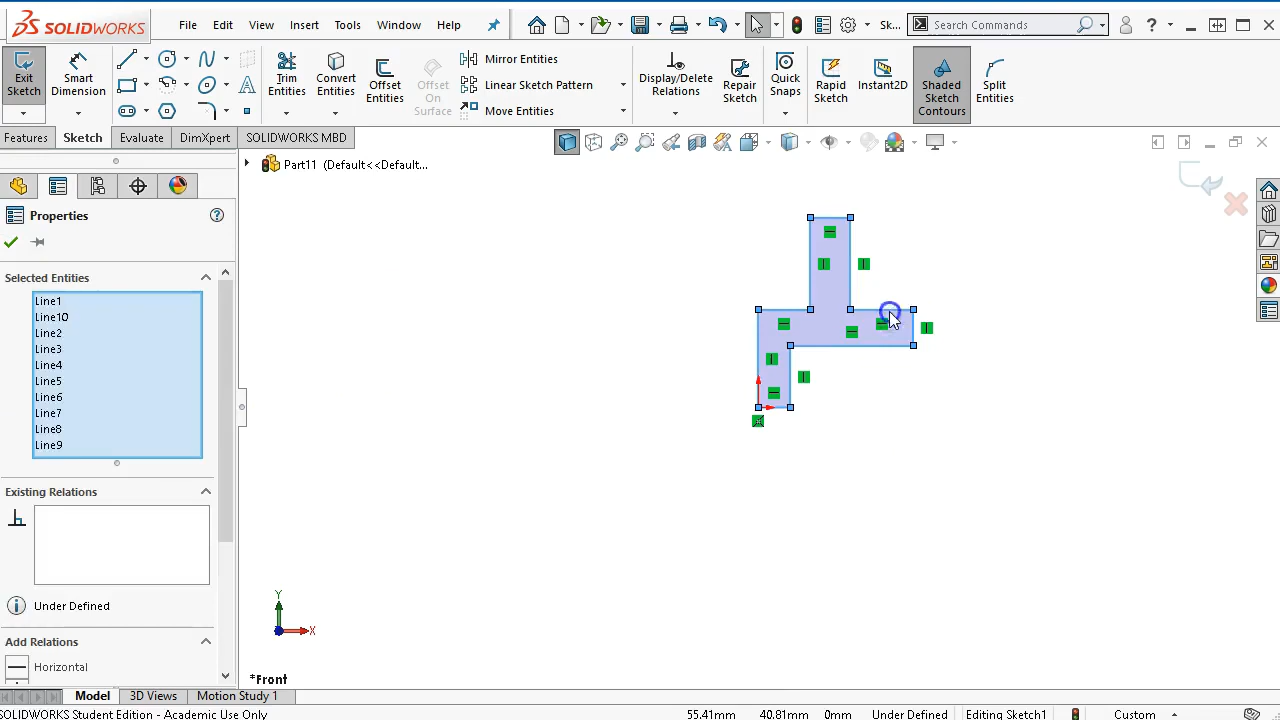 SOLIDWORKS File Edit View Insert Tools Window Help Sk... Search Commands ?
Exit Sketch Smart Dimension Trim Entities Convert Entities Offset Entities Offset On Surface Mirror Entities Linear Sketch Pattern Move Entities Display/Delete Relations Repair Sketch Quick Snaps Rapid Sketch Instant2D Shaded Sketch Contours Split Entities
Features Sketch Evaluate DimXpert SOLIDWORKS MBD
Part11 (Default<<Default...
Properties ?
Selected Entities
Line1
Line10
Line2
Line3
Line4
Line5
Line6
Line7
Line8
Line9
Existing Relations
Under Defined
Add Relations
Horizontal
Y
X
*Front
Model 3D Views Motion Study 1
SOLIDWORKS Student Edition - Academic Use Only 55.41mm 40.81mm 0mm Under Defined Editing Sketch1 Custom